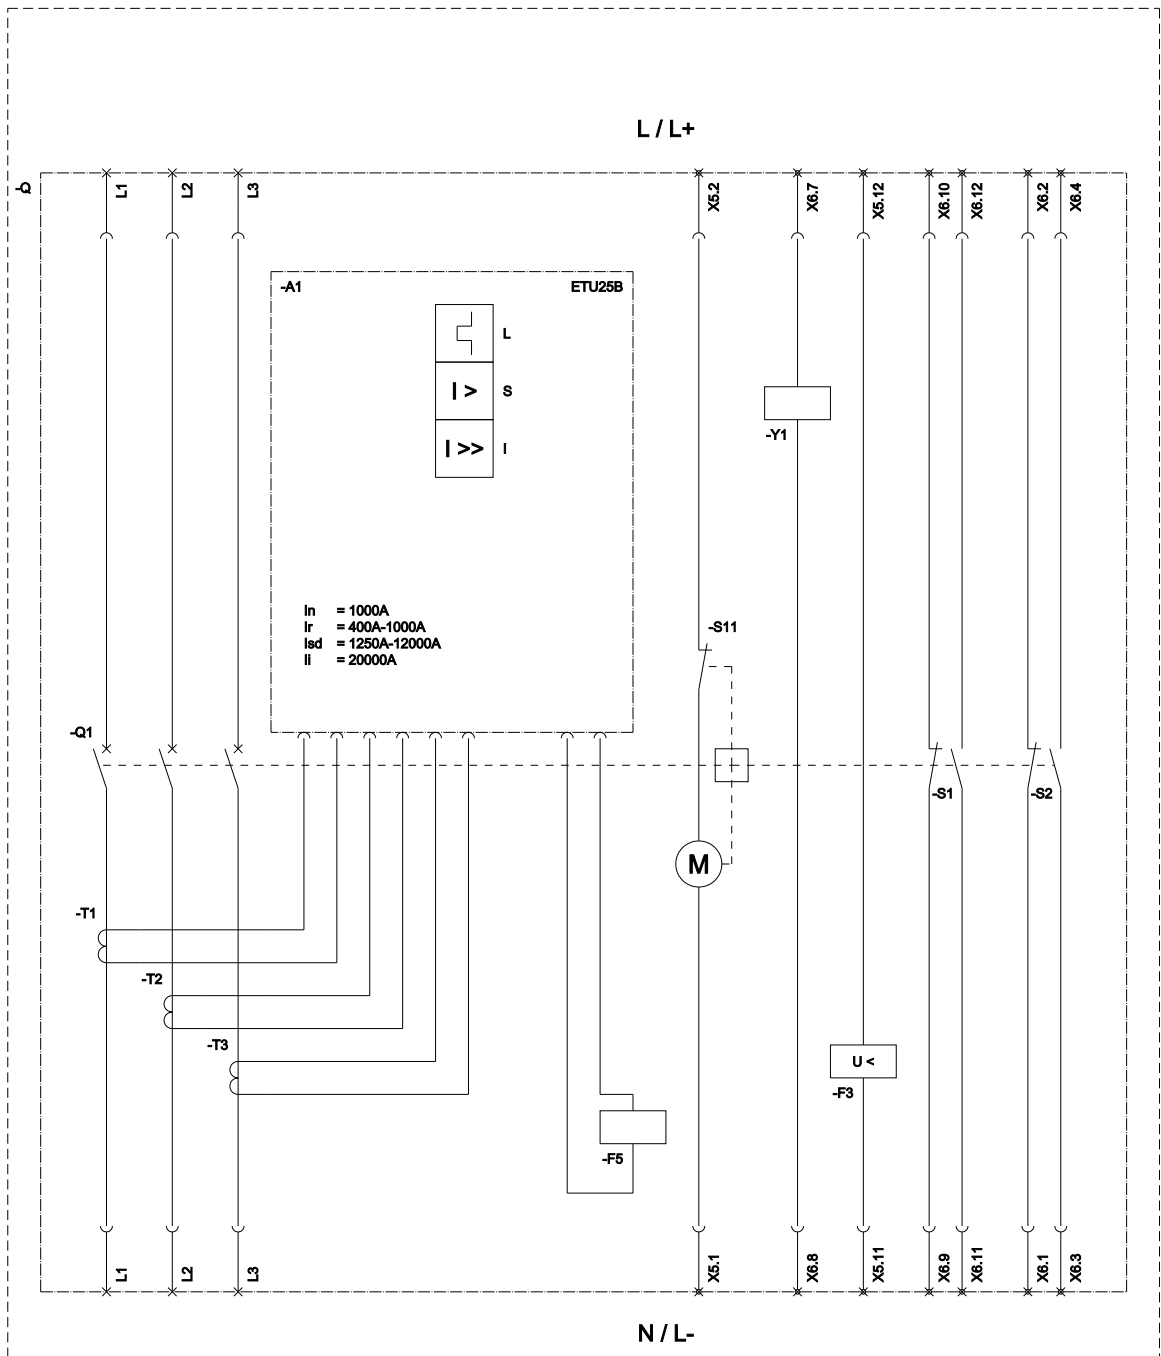 L / L+
-Q
L1
L2
L3
X5.2
X6.7
X5.12
X6.10
X6.12
X6.2
X6.4
-A1 ETU25B
L
I > S
I >> I
In = 1000A
Ir = 400A-1000A
Isd = 1250A-12000A
Ii = 20000A
-S11
-Y1
-Q1
-S1
-S2
M
-T1
-T2
-T3
U <
-F3
-F5
L1
L2
L3
X5.1
X6.8
X5.11
X6.9
X6.11
X6.1
X6.3
N / L-